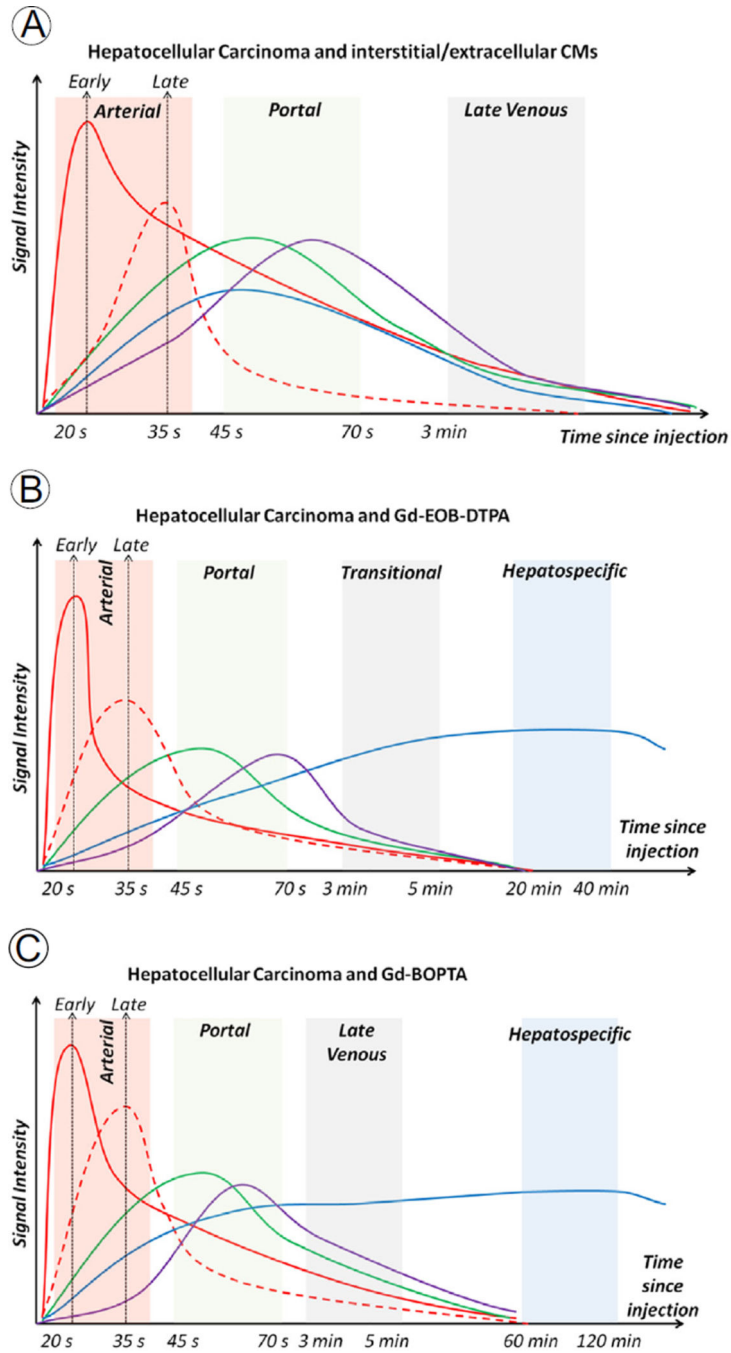 A
Hepatocellular Carcinoma and interstitial/extracellular CMs
Early Late
Arterial Portal Late Venous
Signal Intensity
20 s 35 s 45 s 70 s 3 min
Time since injection
B
Hepatocellular Carcinoma and Gd-EOB-DTPA
Early Late
Arterial
Portal Transitional Hepatospecific
Signal Intensity
Time since
injection
20 s 35 s 45 s 70 s 3 min 5 min 20 min 40 min
C
Hepatocellular Carcinoma and Gd-BOPTA
Early Late
Arterial
Portal Late Hepatospecific
Venous
Signal Intensity
Time
since
injection
20 s 35 s 45 s 70 s 3 min 5 min 60 min 120 min